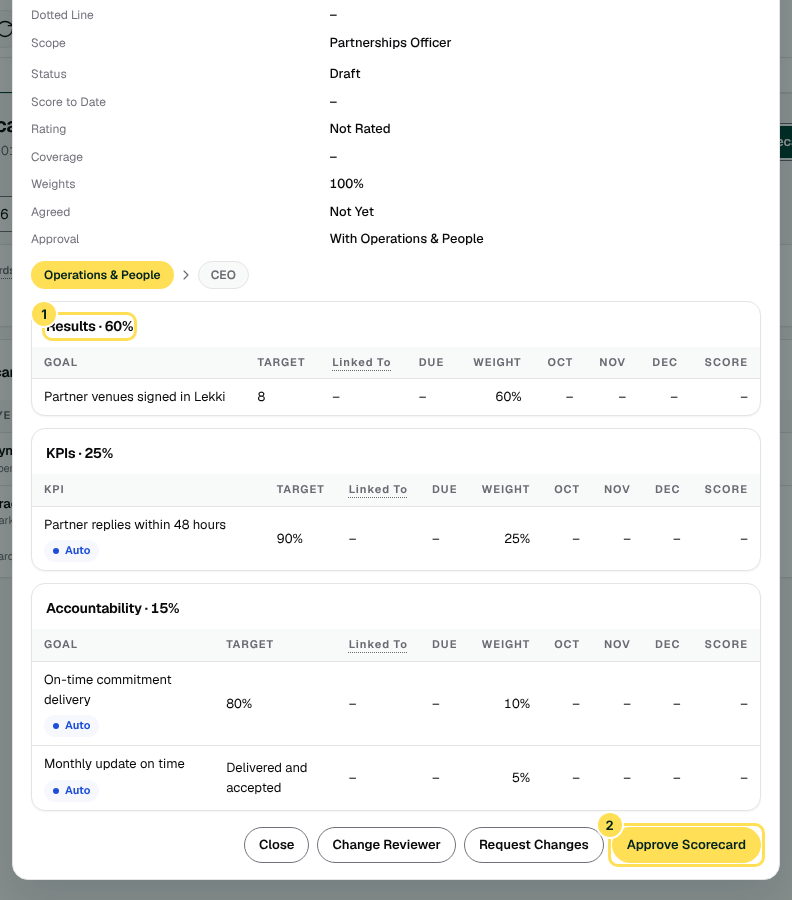 Dotted Line –
Scope Partnerships Officer
Status Draft
Score to Date –
Rating Not Rated
Coverage –
Weights 100%
Agreed Not Yet
Approval With Operations & People
Operations & People > CEO
1
Results · 60%
GOAL TARGET Linked To DUE WEIGHT OCT NOV DEC SCORE
Partner venues signed in Lekki 8 – – 60% – – – –
KPIs · 25%
KPI TARGET Linked To DUE WEIGHT OCT NOV DEC SCORE
Partner replies within 48 hours 90% – – 25% – – – –
Auto
Accountability · 15%
GOAL TARGET Linked To DUE WEIGHT OCT NOV DEC SCORE
On-time commitment
delivery 80% – – 10% – – – –
Auto
Monthly update on time Delivered and
accepted – – 5% – – – –
Auto
2
Close Change Reviewer Request Changes Approve Scorecard